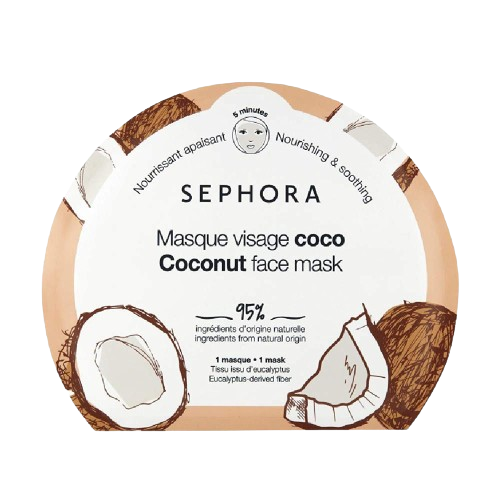 5 minutes
Nourrissant apaisant
Nourishing & soothing
SEPHORA
Masque visage coco
Coconut face mask
95%
ingrédients d'origine naturelle
ingredients from natural origin
1 masque • 1 mask
Tissu issu d'eucalyptus
Eucalyptus-derived fiber